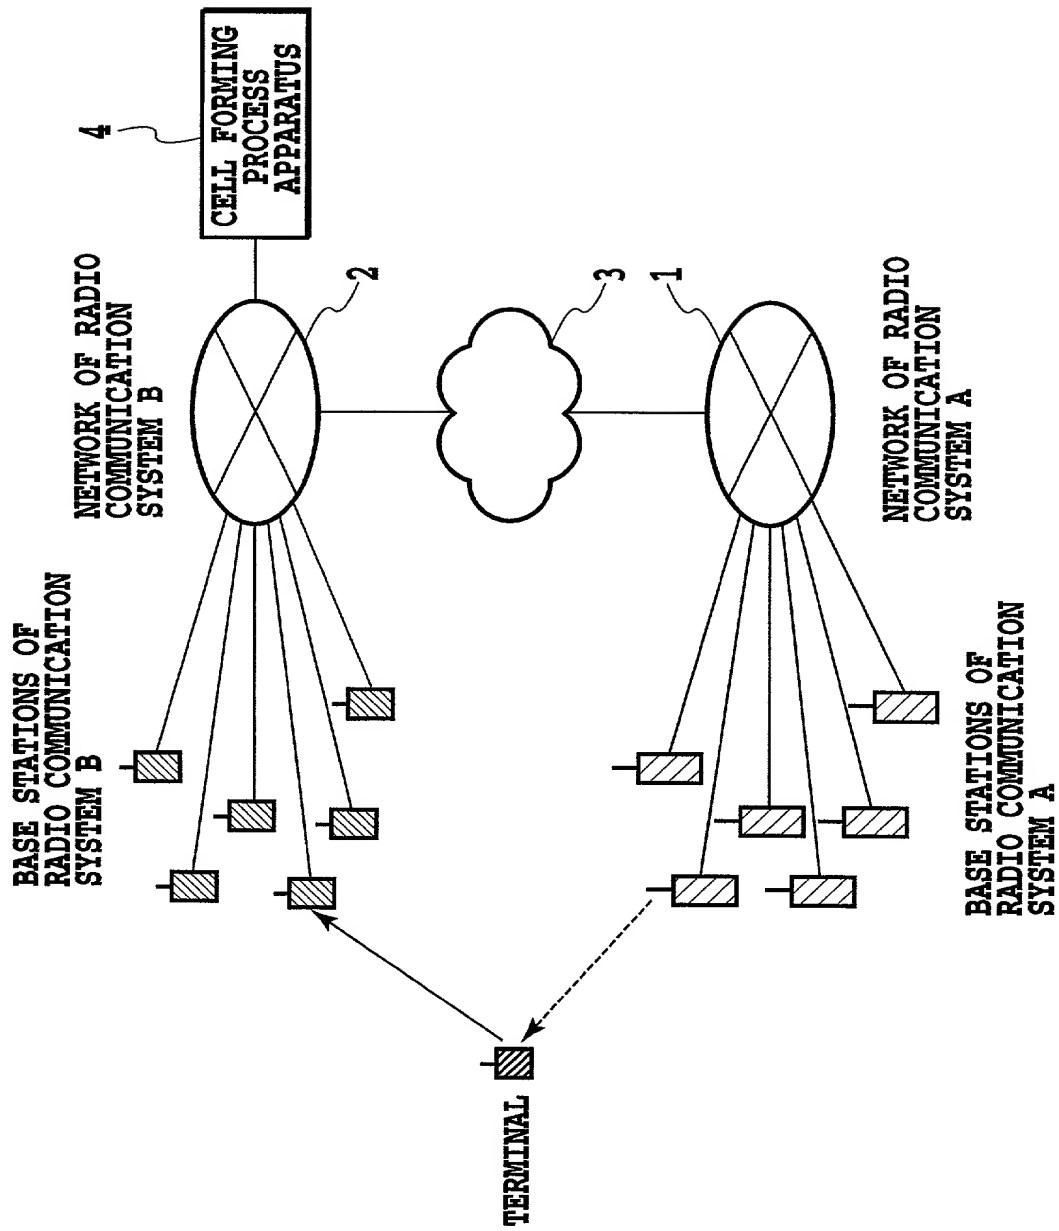 BASE STATIONS OF
RADIO COMMUNICATION
SYSTEM B
NETWORK OF RADIO
COMMUNICATION
SYSTEM B
4
CELL FORMING
PROCESS
APPARATUS
2
TERMINAL
3
1
BASE STATIONS OF
RADIO COMMUNICATION
SYSTEM A
NETWORK OF RADIO
COMMUNICATION
SYSTEM A